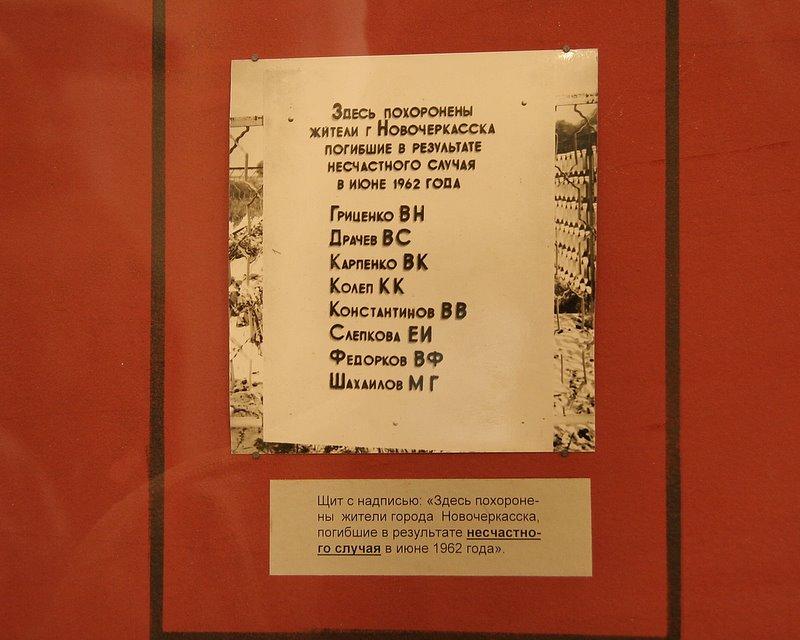 Здесь похоронены
жители г Новочеркасска
погибшие в результате
несчастного случая
в июне 1962 года
Гриценко ВН
Драчев ВС
Карпенко ВК
Колеп КК
Константинов ВВ
Слепкова ЕИ
Федорков ВФ
Шахаилов МГ
Щит с надписью: «Здесь похороне-
ны жители города Новочеркасска,
погибшие в результате несчастно-
го случая в июне 1962 года».